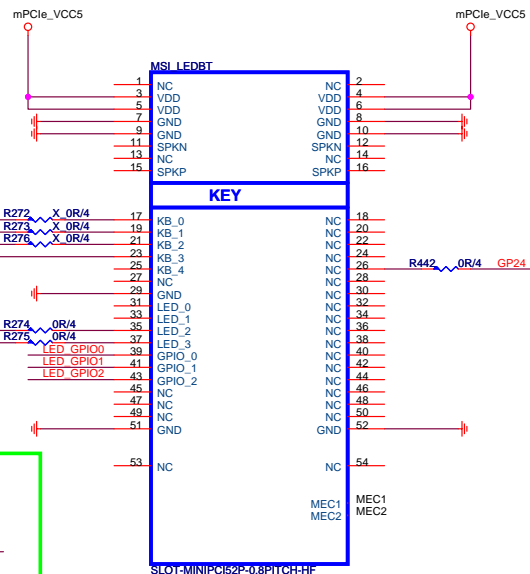 mPCIe_VCC5 mPCIe_VCC5
MSI_LEDBT
1 NC NC 2
3 VDD VDD 4
5 VDD VDD 6
7 GND GND 8
9 GND GND 10
11 SPKN SPKN 12
13 NC NC 14
15 SPKP SPKP 16
KEY
R272 X_0R/4 17 KB_0 NC 18
R273 X_0R/4 19 KB_1 NC 20
R276 X_0R/4 21 KB_2 NC 22
23 KB_3 NC 24
25 KB_4 NC 26 R442 0R/4 GP24
27 NC NC 28
29 GND NC 30
31 LED_0 NC 32
33 LED_1 NC 34
R274 0R/4 35 LED_2 NC 36
R275 0R/4 37 LED_3 NC 38
LED_GPIO0 39 GPIO_0 NC 40
LED_GPIO1 41 GPIO_1 NC 42
LED_GPIO2 43 GPIO_2 NC 44
45 NC NC 46
47 NC NC 48
49 NC NC 50
51 GND GND 52
53 NC NC 54
MEC1 MEC1
MEC2 MEC2
SLOT-MINIPCI52P-0.8PITCH-HF